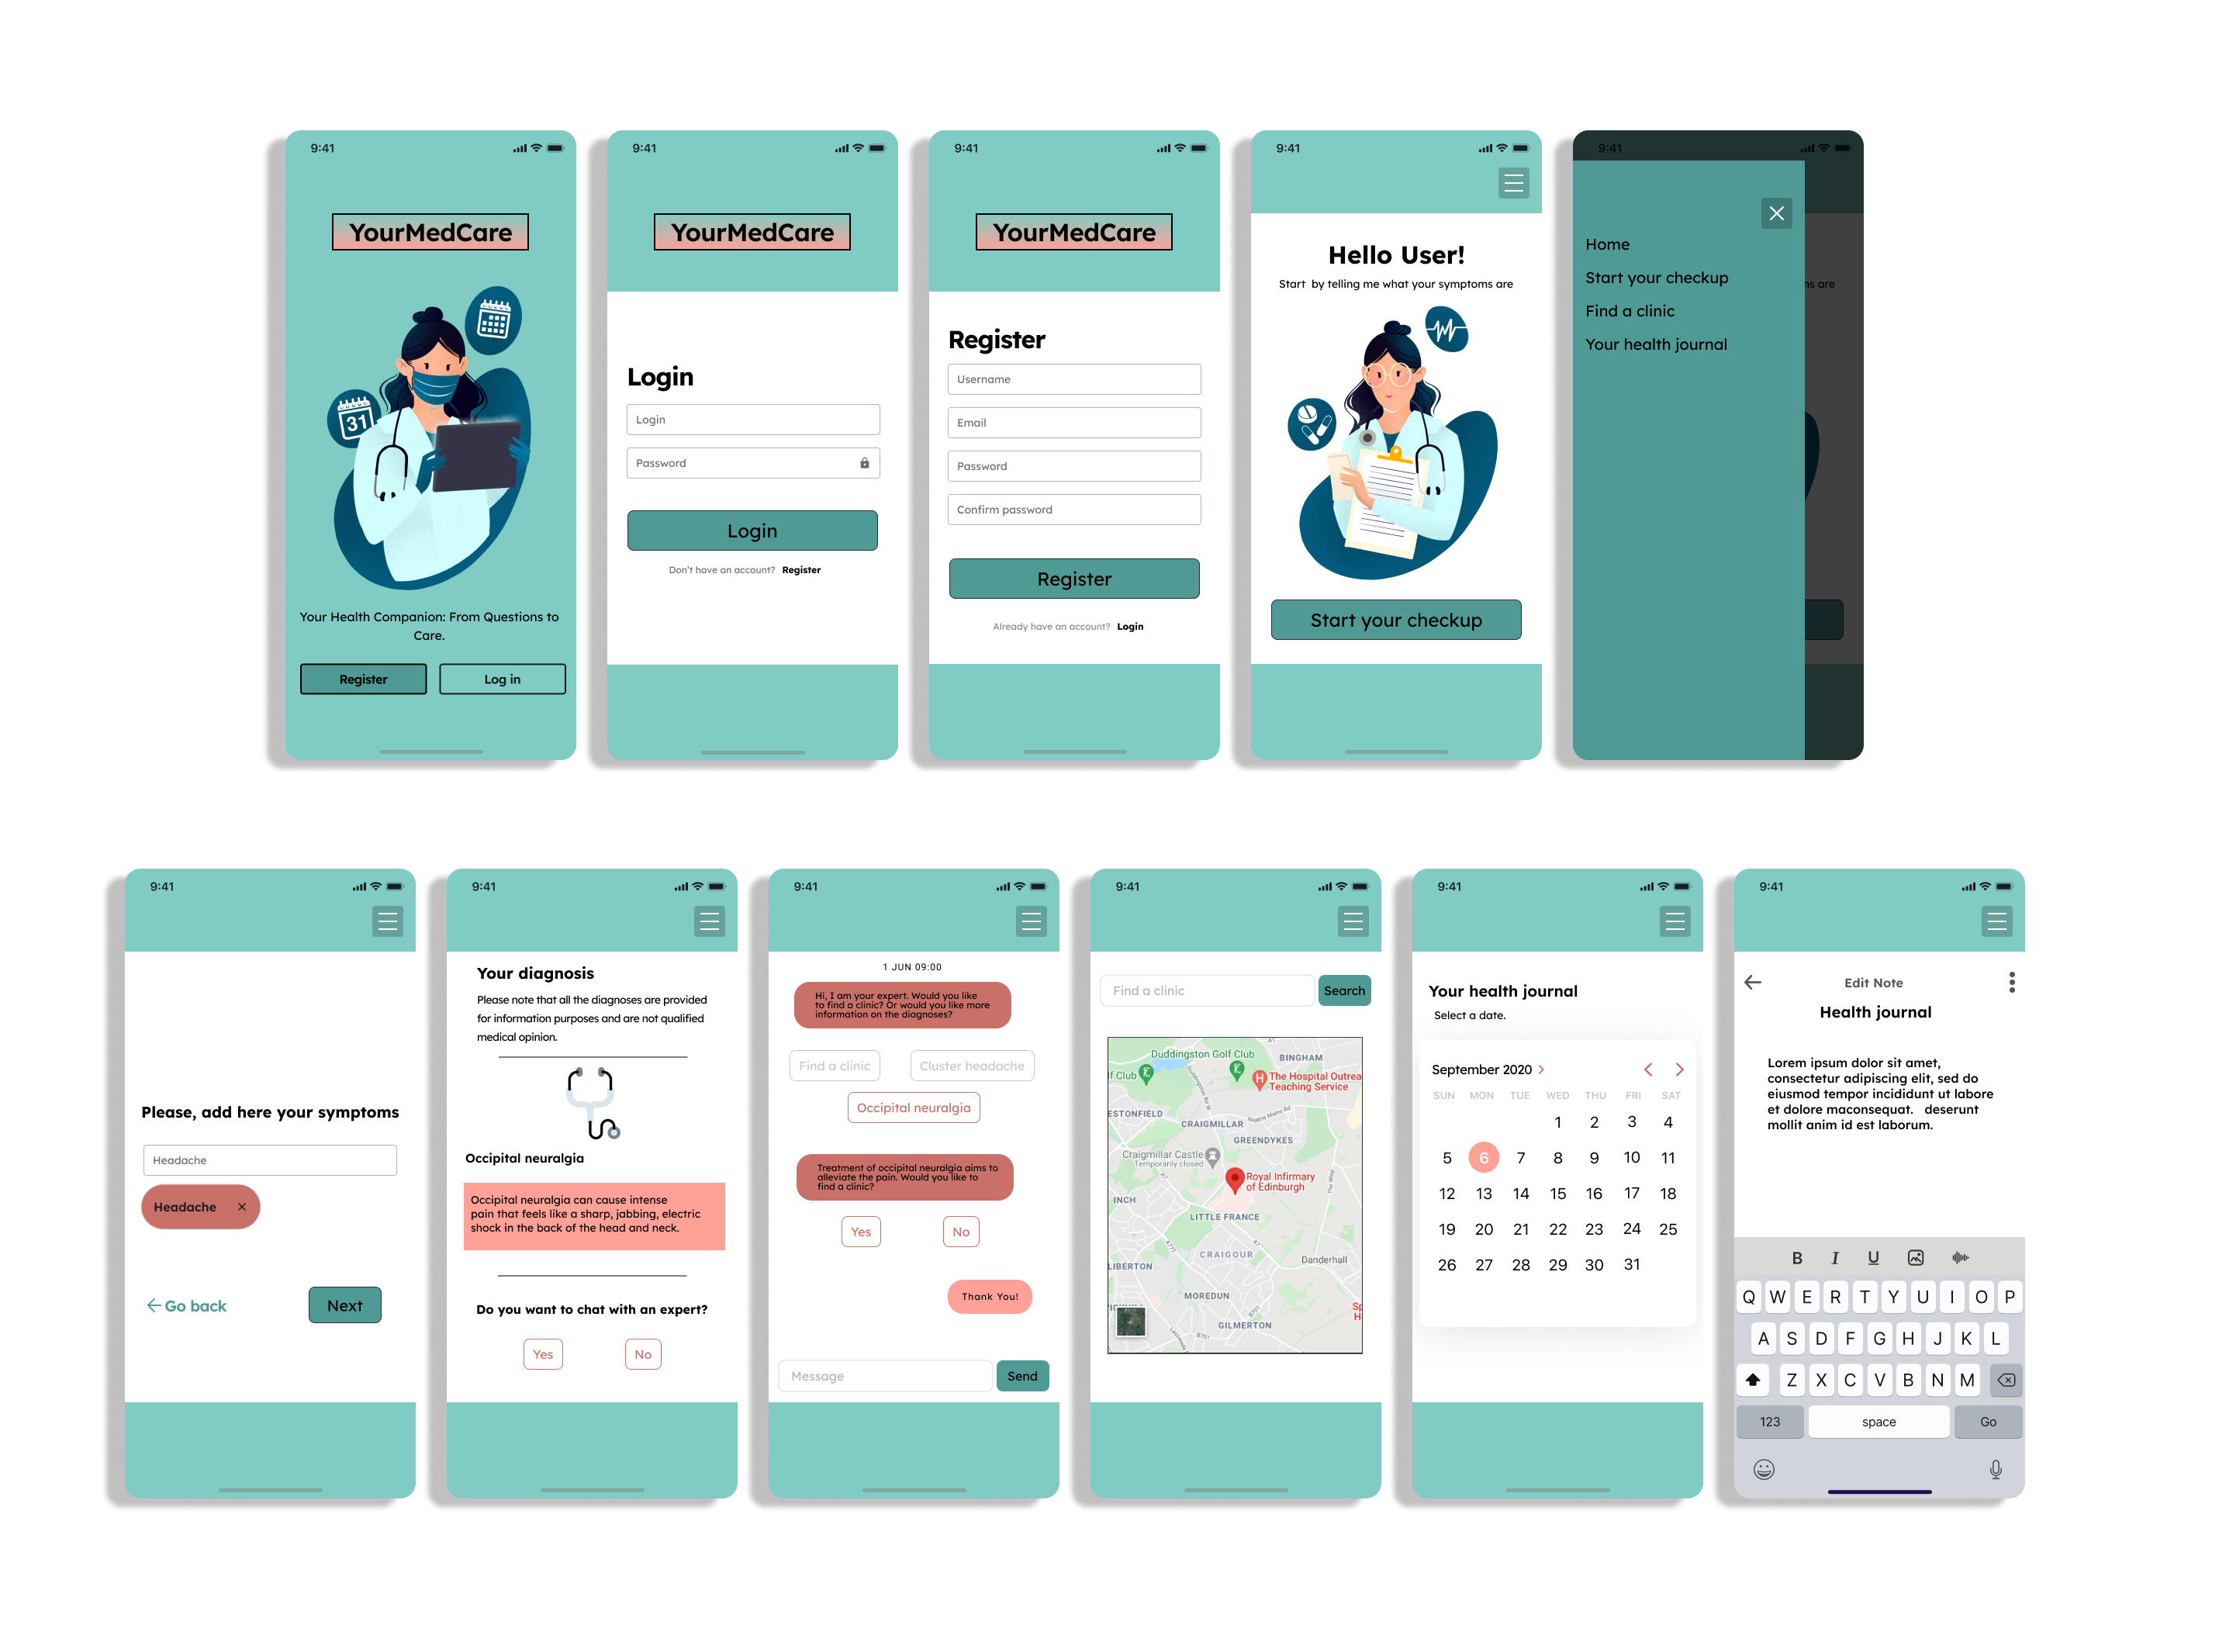 9:41
YourMedCare
31
Your Health Companion: From Questions to
Care.
Register
Log in
9:41
YourMedCare
Login
Login
Password
Login
Don't have an account? Register
9:41
YourMedCare
Register
Username
Email
Password
Confirm password
Register
Already have an account? Login
9:41
Hello User!
Start by telling me what your symptoms are
Start your checkup
9:41
Home
Start your checkup
Find a clinic
Your health journal
ns are
9:41
Please, add here your symptoms
Headache
Headache
Go back
Next
9:41
Your diagnosis
Please note that all the diagnoses are provided
for information purposes and are not qualified
medical opinion.
Occipital neuralgia
Occipital neuralgia can cause intense
pain that feels like a sharp, jabbing, electric
shock in the back of the head and neck.
Do you want to chat with an expert?
Yes
No
9:41
1 JUN 09:00
Hi, I am your expert. Would you like
to find a clinic? Or would you like more
information on the diagnoses?
Find a clinic
Cluster headache
Occipital neuralgia
Treatment of occipital neuralgia aims to
alleviate the pain. Would you like to
find a clinic?
Yes
No
Thank You!
Message
Send
9:41
Find a clinic
Search
Duddingston Golf Club
A1
BINGHAM
lf Club
The Hospital Outrea
Teaching Service
Duddingston Rd W
Niddrie Mains Rd
ESTONFIELD
CRAIGMILLAR
GREENDYKES
Craigmillar Castle
Temporarily closed
The Wisp
Royal Infirmary
of Edinburgh
INCH
LITTLE FRANCE
A7
A772
CRAIGOUR
Danderhall
LIBERTON
MOREDUN
B701
Sp
H
GILMERTON
B701
9:41
Your health journal
Select a date.
September 2020
SUN MON TUE WED THU FRI SAT
1 2 3 4
5 6 7 8 9 10 11
12 13 14 15 16 17 18
19 20 21 22 23 24 25
26 27 28 29 30 31
9:41
Edit Note
Health journal
Lorem ipsum dolor sit amet,
consectetur adipiscing elit, sed do
eiusmod tempor incididunt ut labore
et dolore maconsequat. deserunt
mollit anim id est laborum.
B I U
Q W E R T Y U I O P
A S D F G H J K L
Z X C V B N M
123 space Go